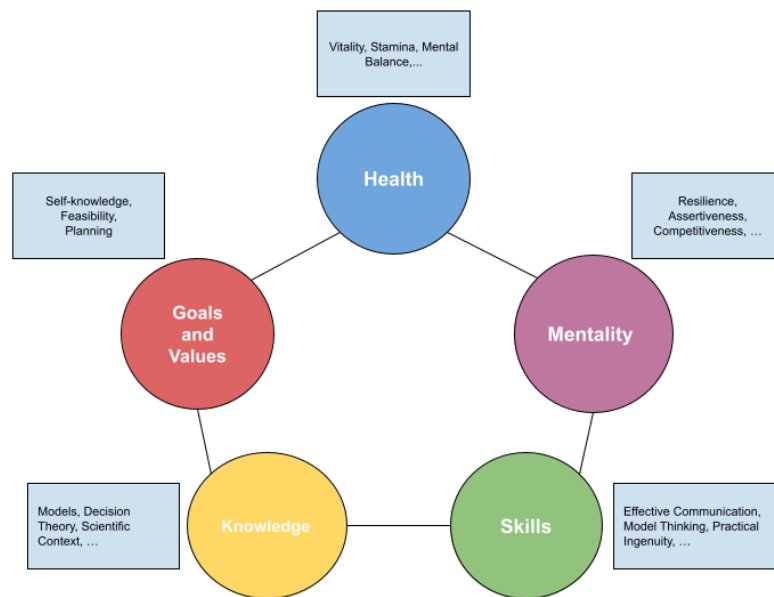 Vitality, Stamina, Mental
Balance,...
Health
Self-knowledge,
Feasibility,
Planning
Resilience,
Assertiveness,
Competitiveness, …
Goals
and
Values
Mentality
Models, Decision
Theory, Scientific
Context, …
Knowledge
Skills
Effective Communication,
Model Thinking, Practical
Ingenuity, …